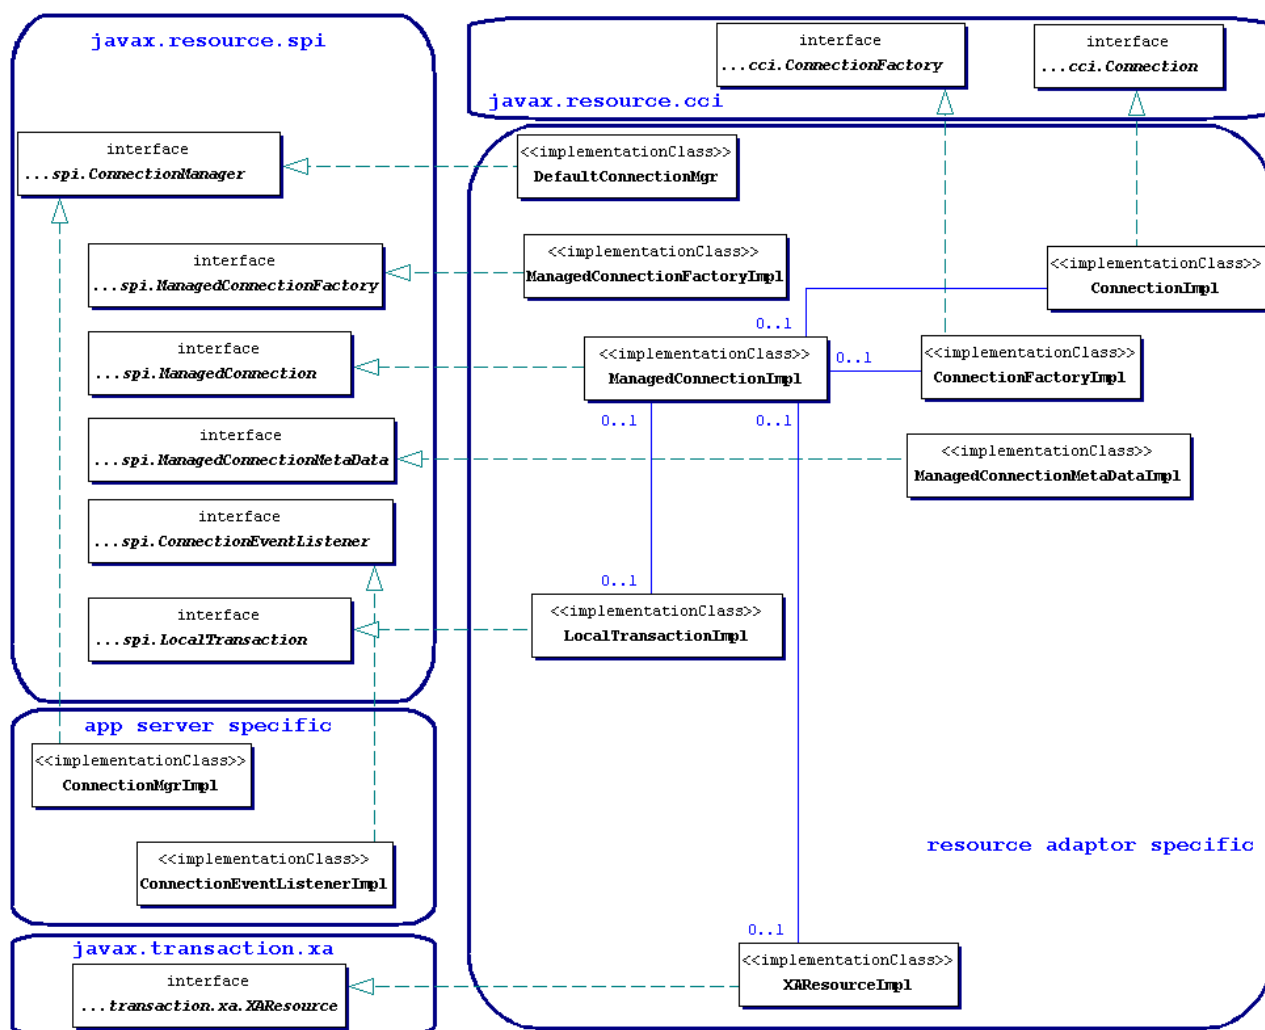 javax.resource.spi
interface
...spi.ConnectionManager
interface
...spi.ManagedConnectionFactory
interface
...spi.ManagedConnection
interface
...spi.ManagedConnectionMetaData
interface
...spi.ConnectionEventListener
interface
...spi.LocalTransaction
app server specific
<<implementationClass>>
ConnectionMgrImpl
<<implementationClass>>
ConnectionEventListenerImpl
javax.transaction.xa
interface
...transaction.xa.XAResource
interface
...cci.ConnectionFactory
interface
...cci.Connection
javax.resource.cci
<<implementationClass>>
DefaultConnectionMgr
<<implementationClass>>
ManagedConnectionFactoryImpl
<<implementationClass>>
ConnectionImpl
0..1
<<implementationClass>>
ManagedConnectionImpl
0..1
<<implementationClass>>
ConnectionFactoryImpl
0..1
0..1
<<implementationClass>>
ManagedConnectionMetaDataImpl
0..1
<<implementationClass>>
LocalTransactionImpl
resource adaptor specific
0..1
<<implementationClass>>
XAResourceImpl